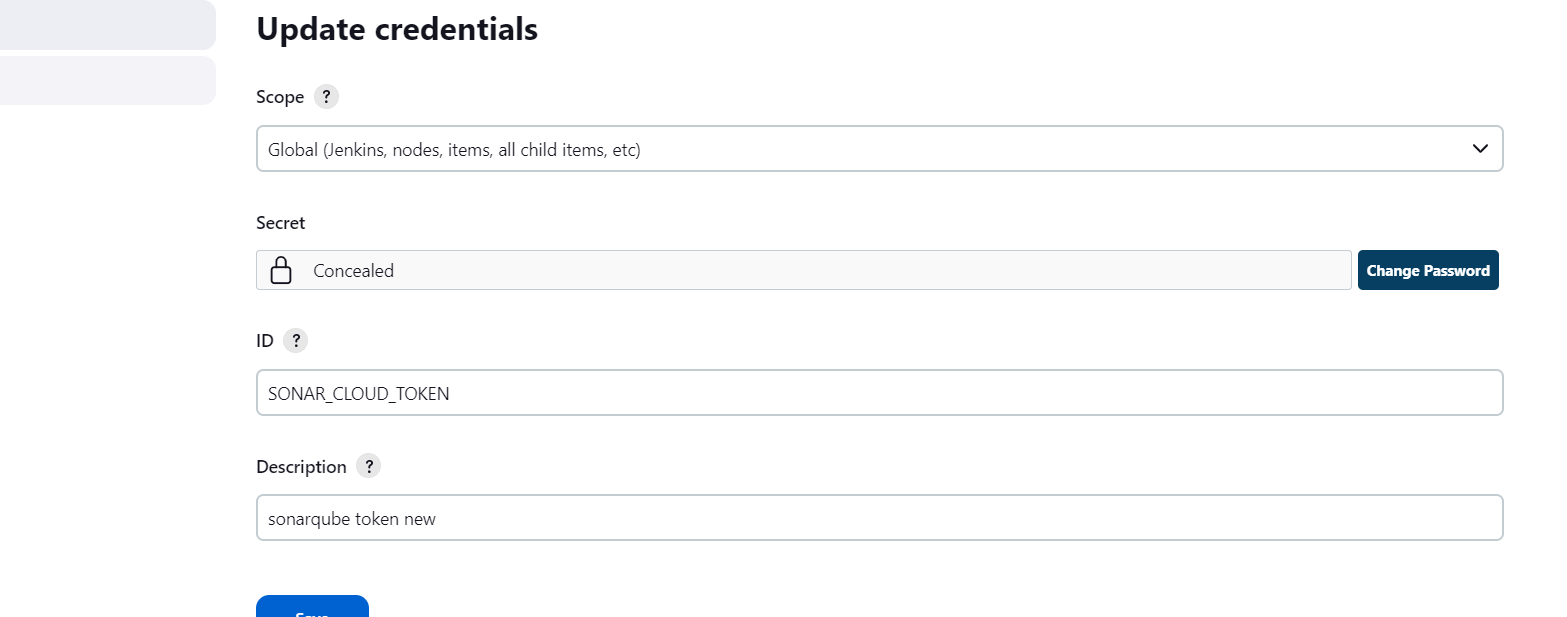 Update credentials
Scope ?
Global (Jenkins, nodes, items, all child items, etc)
Secret
Concealed
Change Password
ID ?
SONAR_CLOUD_TOKEN
Description ?
sonarqube token new
Save